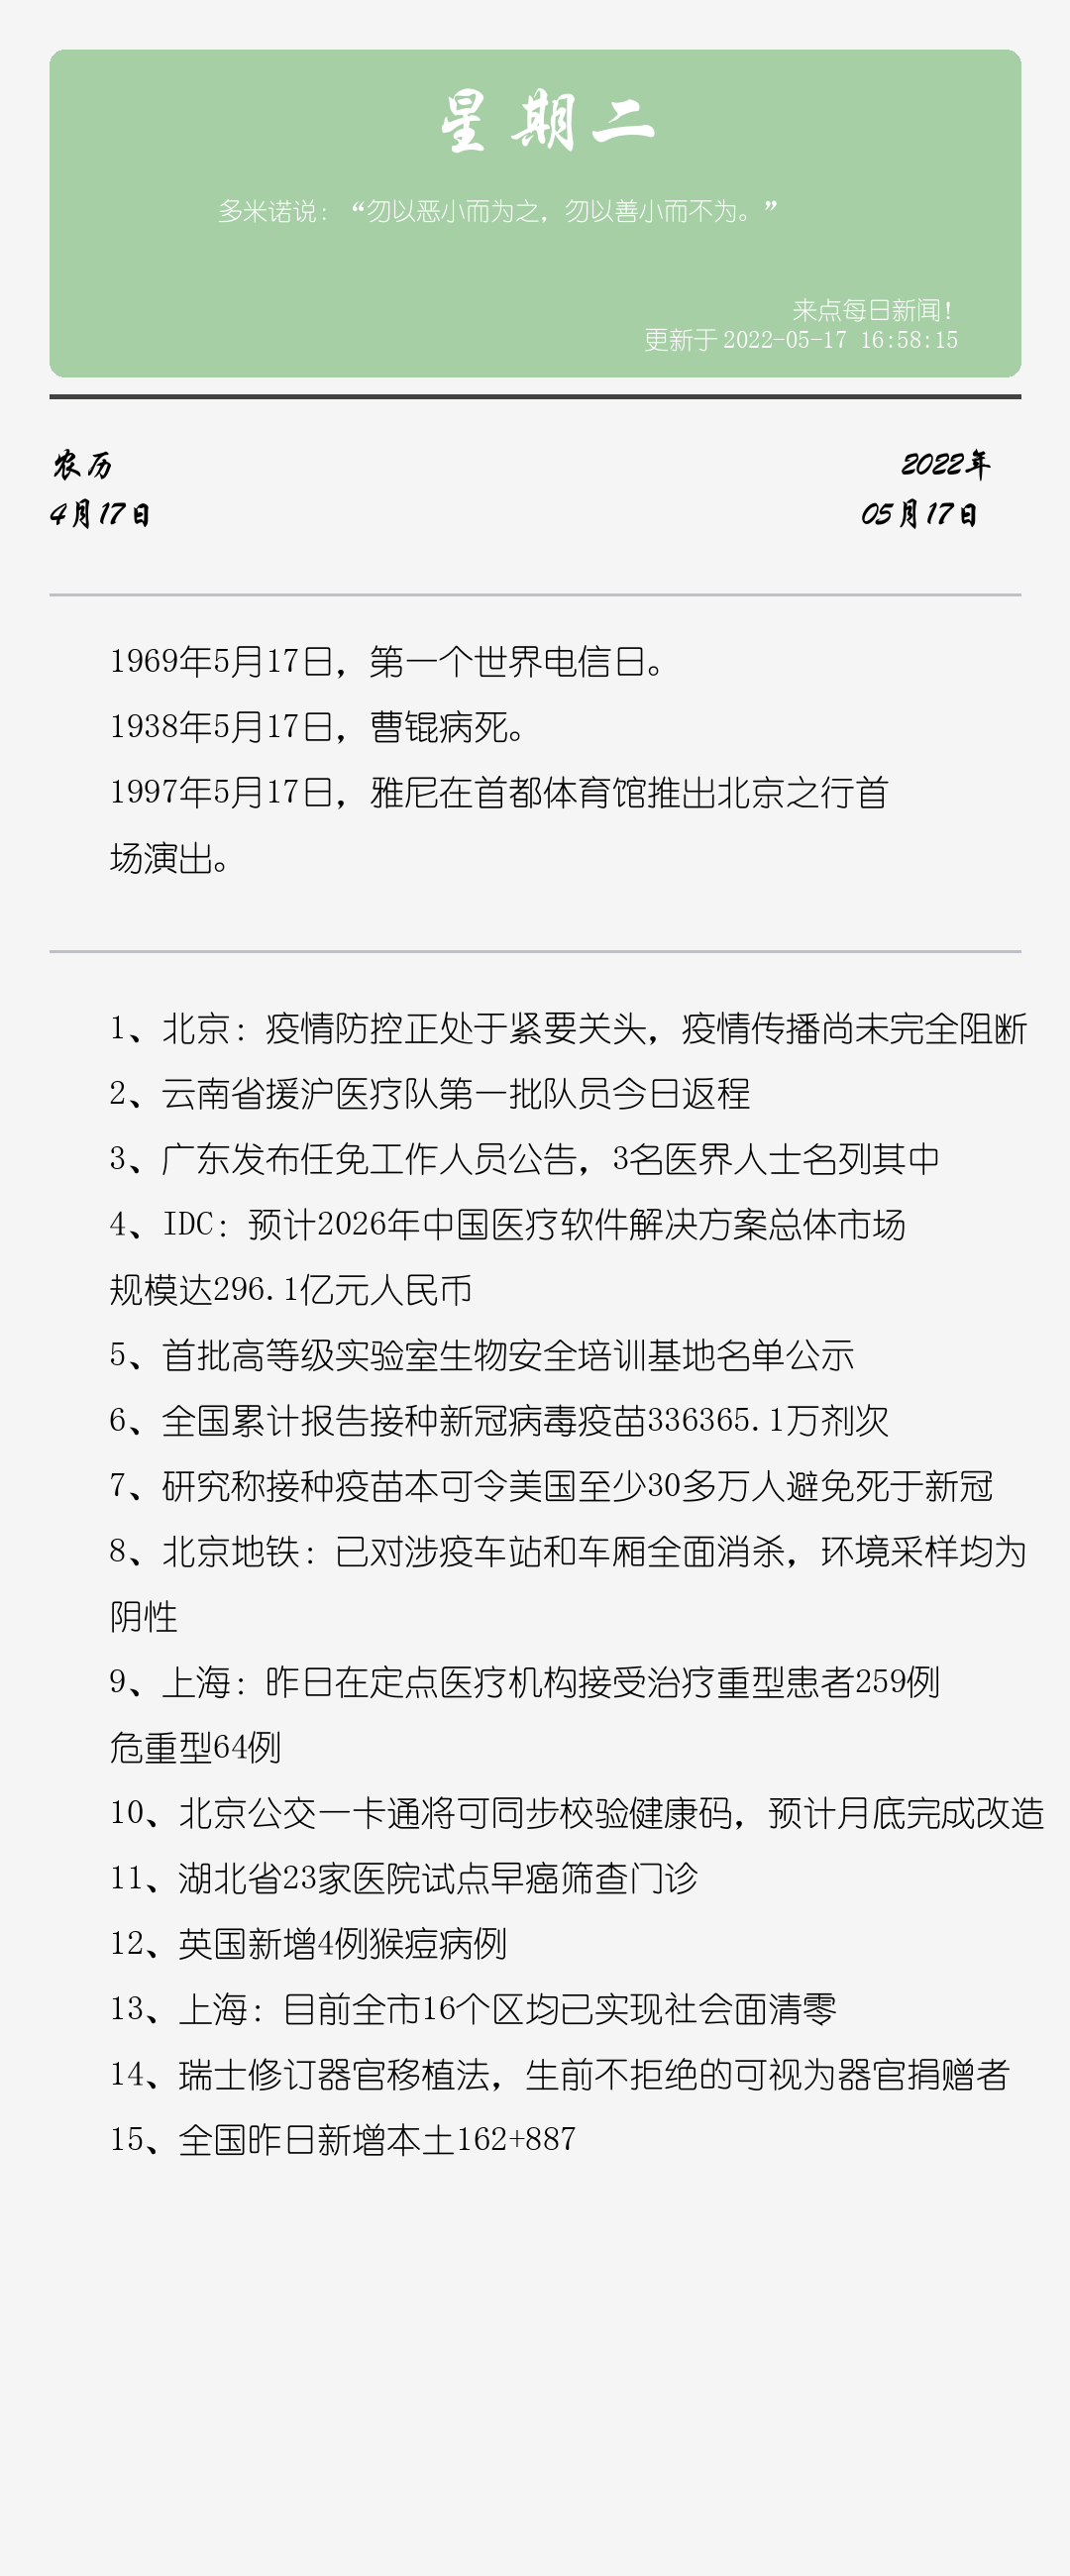 星期二
多米诺说：“勿以恶小而为之，勿以善小而不为。”
来点每日新闻！
更新于 2022-05-17 16:58:15
农历
4月17日
2022年
05月17日
1969年5月17日，第一个世界电信日。
1938年5月17日，曹锟病死。
1997年5月17日，雅尼在首都体育馆推出北京之行首
场演出。
1、北京：疫情防控正处于紧要关头，疫情传播尚未完全阻断
2、云南省援沪医疗队第一批队员今日返程
3、广东发布任免工作人员公告，3名医界人士名列其中
4、IDC：预计2026年中国医疗软件解决方案总体市场
规模达296.1亿元人民币
5、首批高等级实验室生物安全培训基地名单公示
6、全国累计报告接种新冠病毒疫苗336365.1万剂次
7、研究称接种疫苗本可令美国至少30多万人避免死于新冠
8、北京地铁：已对涉疫车站和车厢全面消杀，环境采样均为
阴性
9、上海：昨日在定点医疗机构接受治疗重型患者259例
危重型64例
10、北京公交一卡通将可同步校验健康码，预计月底完成改造
11、湖北省23家医院试点早癌筛查门诊
12、英国新增4例猴痘病例
13、上海：目前全市16个区均已实现社会面清零
14、瑞士修订器官移植法，生前不拒绝的可视为器官捐赠者
15、全国昨日新增本土162+887